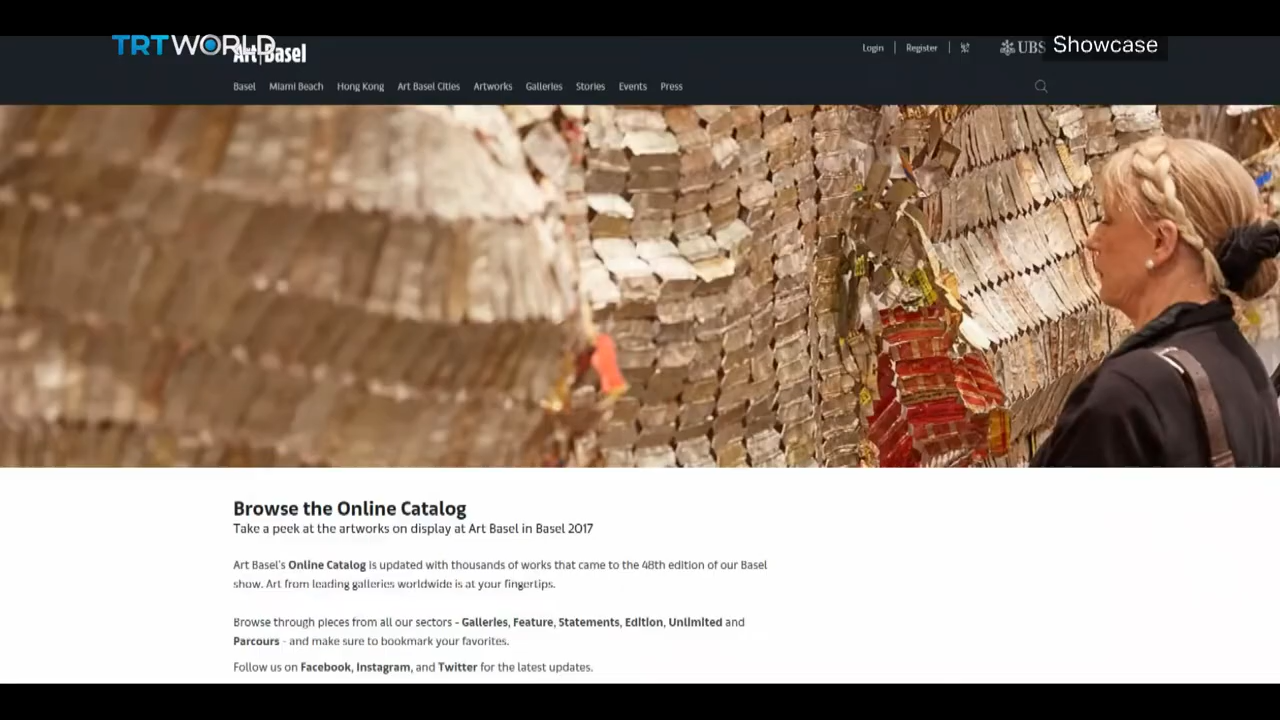 TRT WORLD
Art Basel
Login
Register
UBS
Showcase
Basel
Miami Beach
Hong Kong
Art Basel Cities
Artworks
Galleries
Stories
Events
Press
Browse the Online Catalog
Take a peek at the artworks on display at Art Basel in Basel 2017
Art Basel's Online Catalog is updated with thousands of works that came to the 48th edition of our Basel
show. Art from leading galleries worldwide is at your fingertips.
Browse through pieces from all our sectors - Galleries, Feature, Statements, Edition, Unlimited and
Parcours - and make sure to bookmark your favorites.
Follow us on Facebook, Instagram, and Twitter for the latest updates.